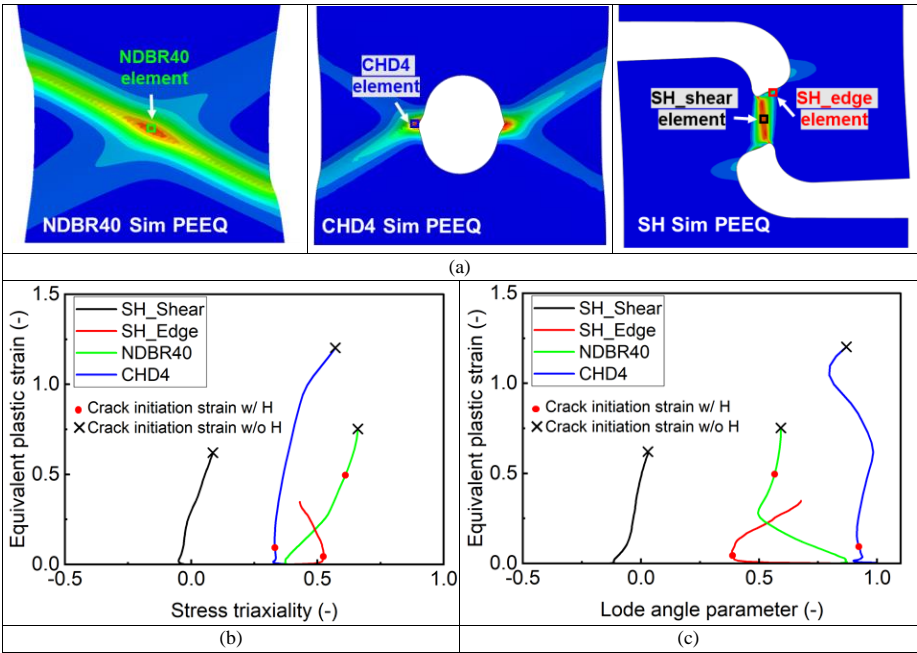 NDBR40
element
NDBR40 Sim PEEQ
CHD4
element
CHD4 Sim PEEQ
SH_shear
element
SH_edge
element
SH Sim PEEQ
(a)
1.5
1.0
0.5
0.0
-0.5
0.0
0.5
1.0
Equivalent plastic strain (-)
Stress triaxiality (-)
SH_Shear
SH_Edge
NDBR40
CHD4
Crack initiation strain w/ H
Crack initiation strain w/o H
(b)
1.5
1.0
0.5
0.0
-0.5
0.0
0.5
1.0
Equivalent plastic strain (-)
Lode angle parameter (-)
SH_Shear
SH_Edge
NDBR40
CHD4
Crack initiation strain w/ H
Crack initiation strain w/o H
(c)